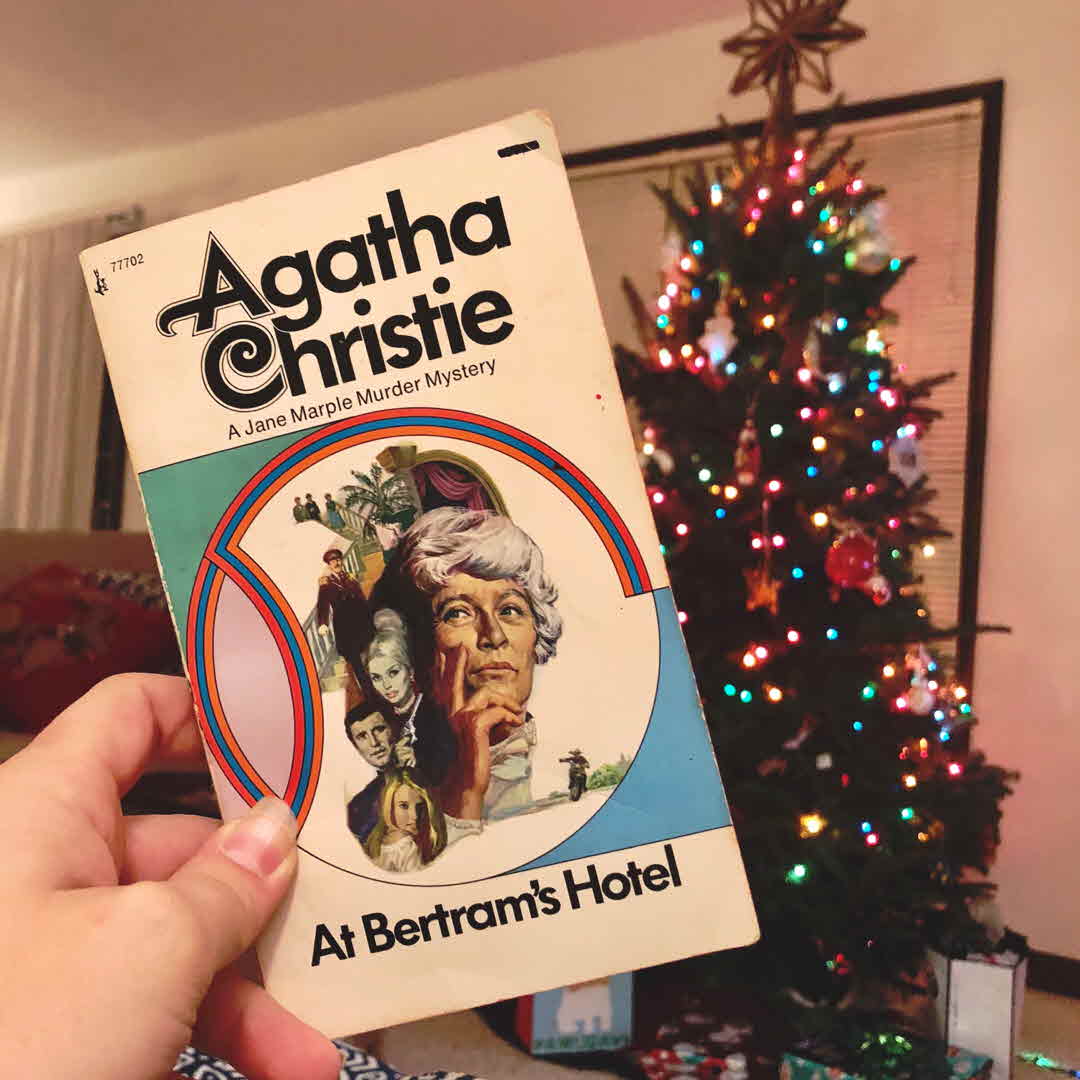 77702
Agatha
Christie
A Jane Marple Murder Mystery
At Bertram's Hotel